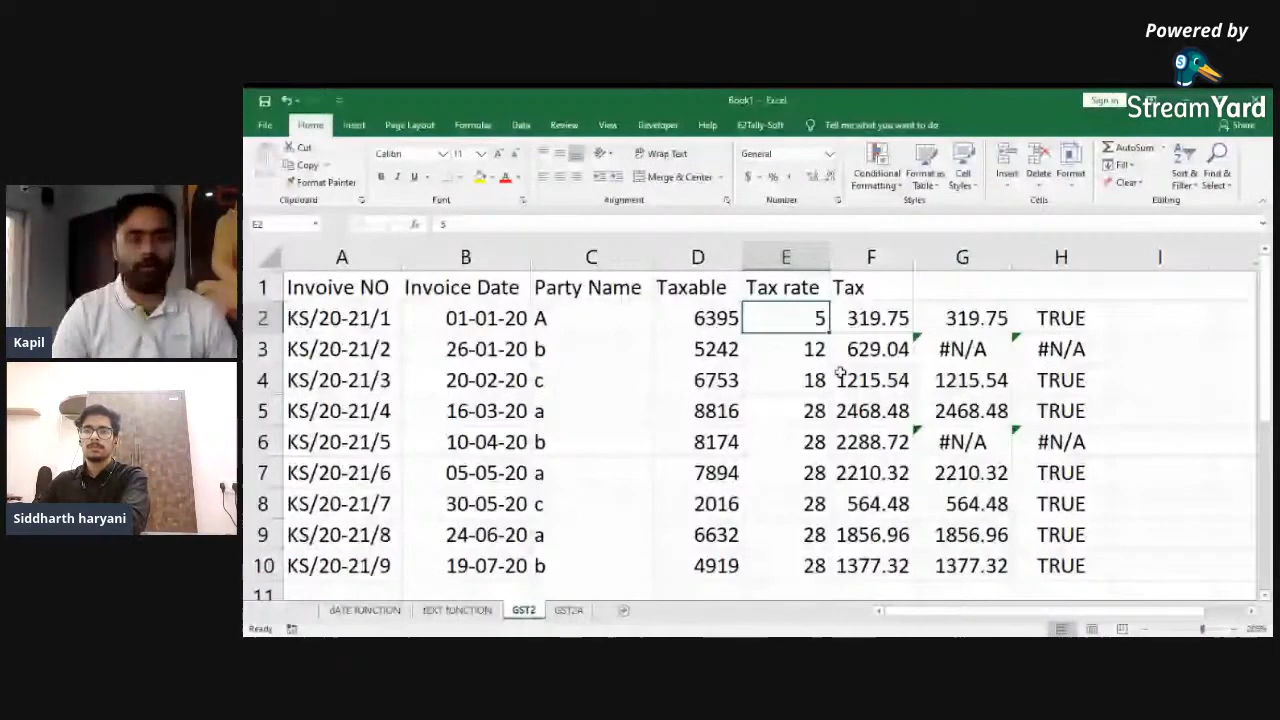 Powered by
StreamYard
Book1 - Excel
Sign in
File Home Insert Page Layout Formulas Data Review View Developer Help EZTally-Soft Tell me what you want to do Share
Cut
Copy
Format Painter
Clipboard
Calibri 11
B I U
Font
Wrap Text
Merge & Center
Alignment
General
$ % ,
Number
Conditional Formatting
Format as Table
Cell Styles
Styles
Insert Delete Format
Cells
AutoSum
Fill
Clear
Sort & Filter
Find & Select
Editing
E2 fx 5
A B C D E F G H I
1 Invoive NO Invoice Date Party Name Taxable Tax rate Tax
2 KS/20-21/1 01-01-20 A 6395 5 319.75 319.75 TRUE
3 KS/20-21/2 26-01-20 b 5242 12 629.04 #N/A #N/A
4 KS/20-21/3 20-02-20 c 6753 18 1215.54 1215.54 TRUE
5 KS/20-21/4 16-03-20 a 8816 28 2468.48 2468.48 TRUE
6 KS/20-21/5 10-04-20 b 8174 28 2288.72 #N/A #N/A
7 KS/20-21/6 05-05-20 a 7894 28 2210.32 2210.32 TRUE
8 KS/20-21/7 30-05-20 c 2016 28 564.48 564.48 TRUE
9 KS/20-21/8 24-06-20 a 6632 28 1856.96 1856.96 TRUE
10 KS/20-21/9 19-07-20 b 4919 28 1377.32 1377.32 TRUE
11
dATE FUNCTION tEXT fUNCTION GST2 GST2A
Ready
Kapil
Siddharth haryani